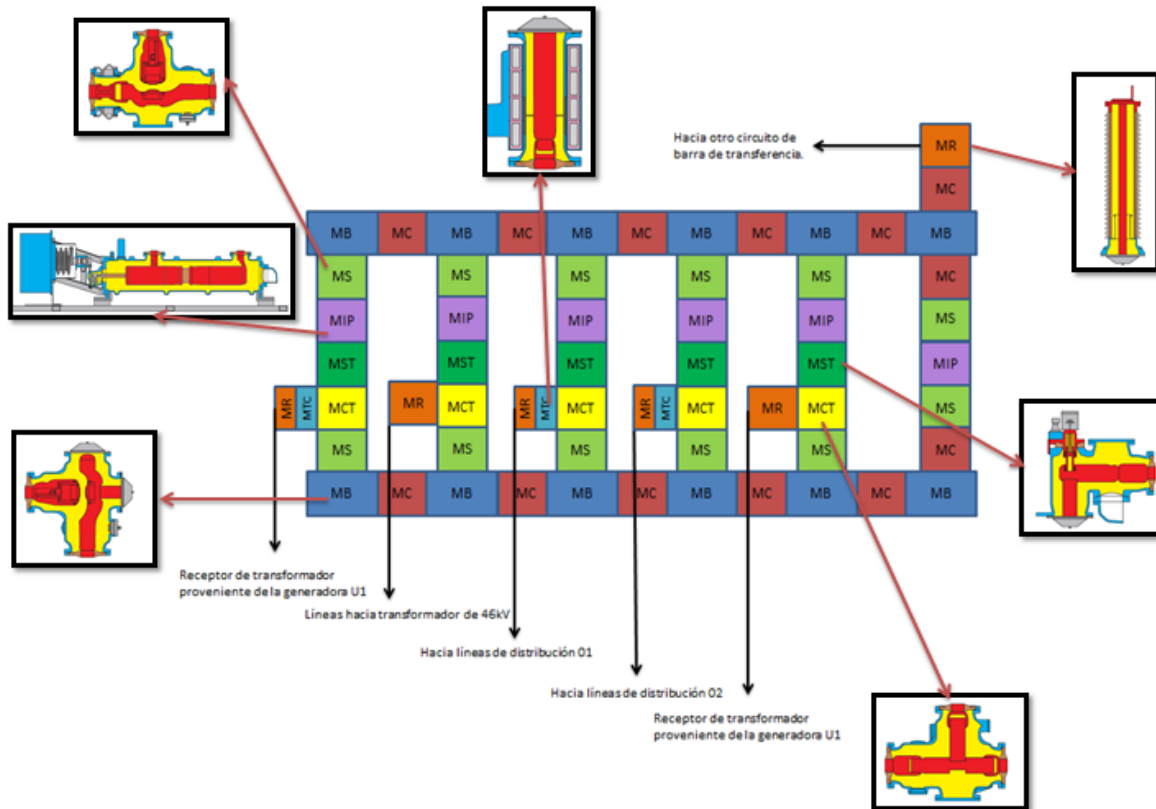 Hacia otro circuito de
barra de transferencia.
MR
MC
MB MC MB MC MB MC MB MC MB MC MB
MS MS MS MS MS MC
MIP MIP MIP MIP MIP MS
MST MST MST MST MST MIP
MR MTC MCT MR MCT MR MTC MCT MR MTC MCT MR MCT MS
MS MS MS MS MS MC
MB MC MB MC MB MC MB MC MB MC MB
Receptor de transformador
proveniente de la generadora U1
Líneas hacia transformador de 46kV
Hacia líneas de distribución 01
Hacia líneas de distribución 02
Receptor de transformador
proveniente de la generadora U1